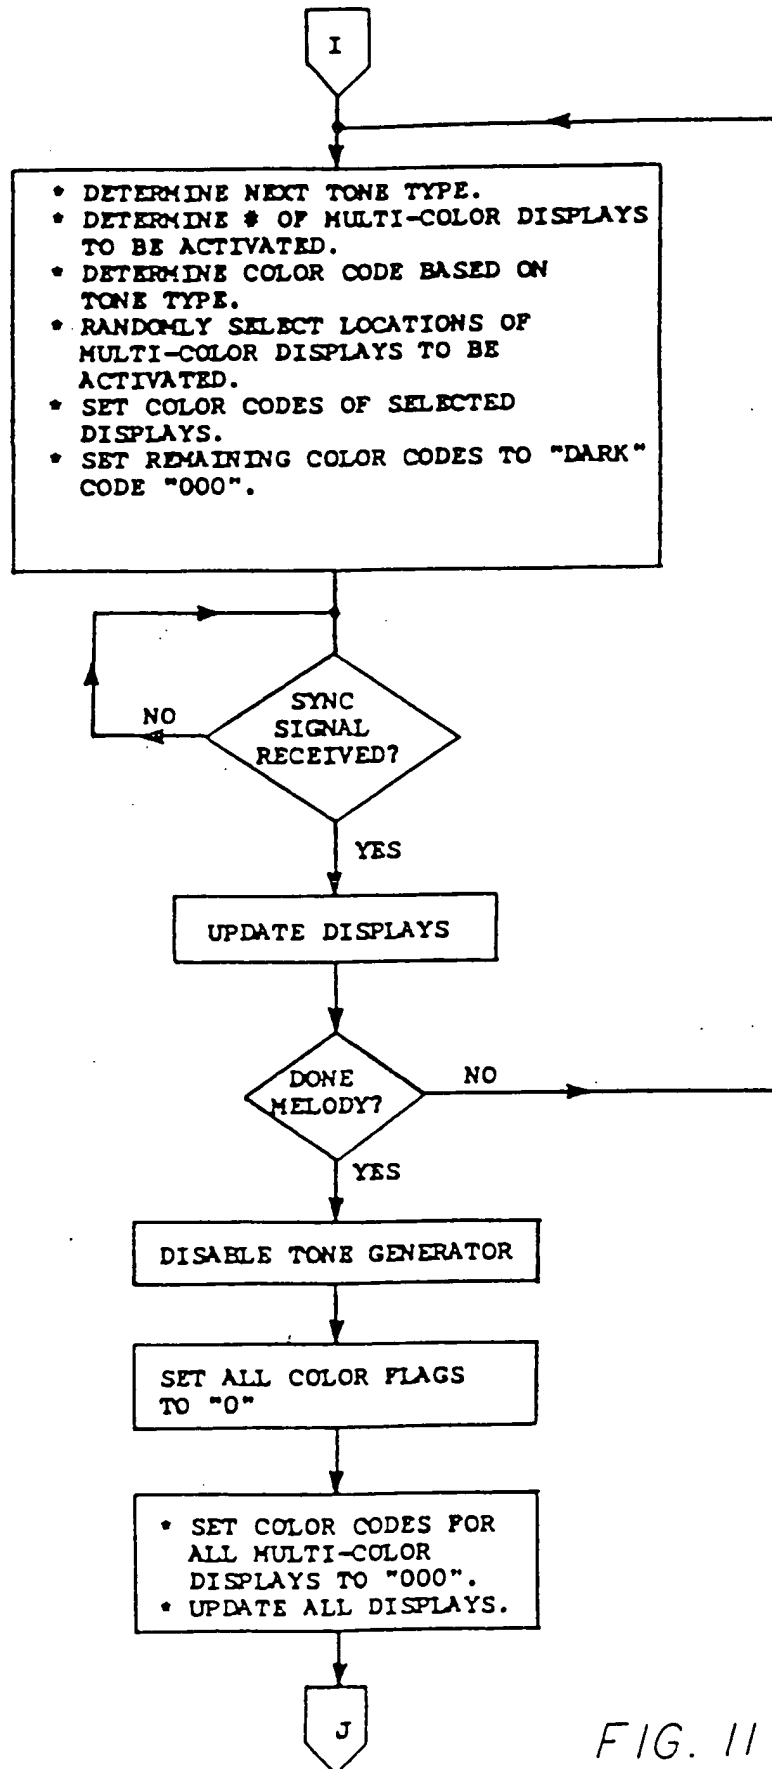 I
* DETERMINE NEXT TONE TYPE.
* DETERMINE # OF MULTI-COLOR DISPLAYS
TO BE ACTIVATED.
* DETERMINE COLOR CODE BASED ON
TONE TYPE.
* RANDOMLY SELECT LOCATIONS OF
MULTI-COLOR DISPLAYS TO BE
ACTIVATED.
* SET COLOR CODES OF SELECTED
DISPLAYS.
* SET REMAINING COLOR CODES TO "DARK"
CODE "000".
SYNC
SIGNAL
RECEIVED?
NO
YES
UPDATE DISPLAYS
DONE
MELODY?
NO
YES
DISABLE TONE GENERATOR
SET ALL COLOR FLAGS
TO "0"
* SET COLOR CODES FOR
ALL MULTI-COLOR
DISPLAYS TO "000".
* UPDATE ALL DISPLAYS.
J
FIG. 11